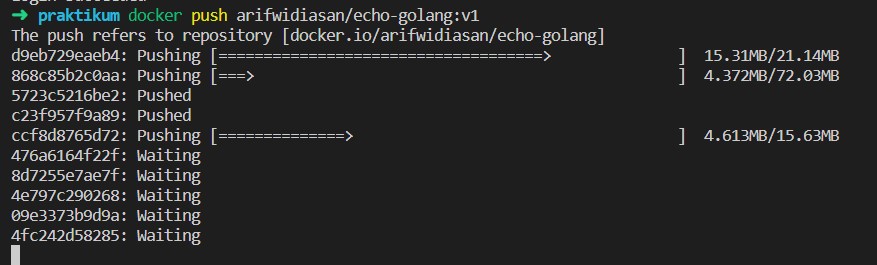 ➜ praktikum docker push arifwidiasan/echo-golang:v1
The push refers to repository [docker.io/arifwidiasan/echo-golang]
d9eb729eaeb4: Pushing [====================================>              ]  15.31MB/21.14MB
868c85b2c0aa: Pushing [===>                                               ]  4.372MB/72.03MB
5723c5216be2: Pushed
c23f957f9a89: Pushed
ccf8d8765d72: Pushing [==============>                                    ]  4.613MB/15.63MB
476a6164f22f: Waiting
8d7255e7ae7f: Waiting
4e797c290268: Waiting
09e3373b9d9a: Waiting
4fc242d58285: Waiting